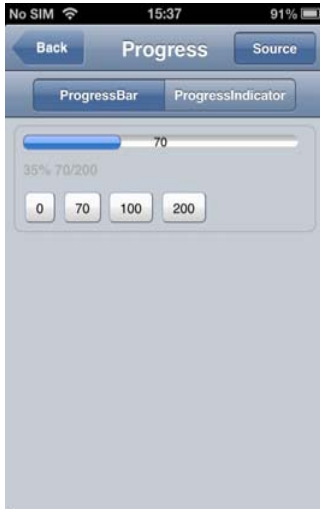 No SIM 15:37 91%
Back Progress Source
ProgressBar ProgressIndicator
70
35% 70/200
0 70 100 200